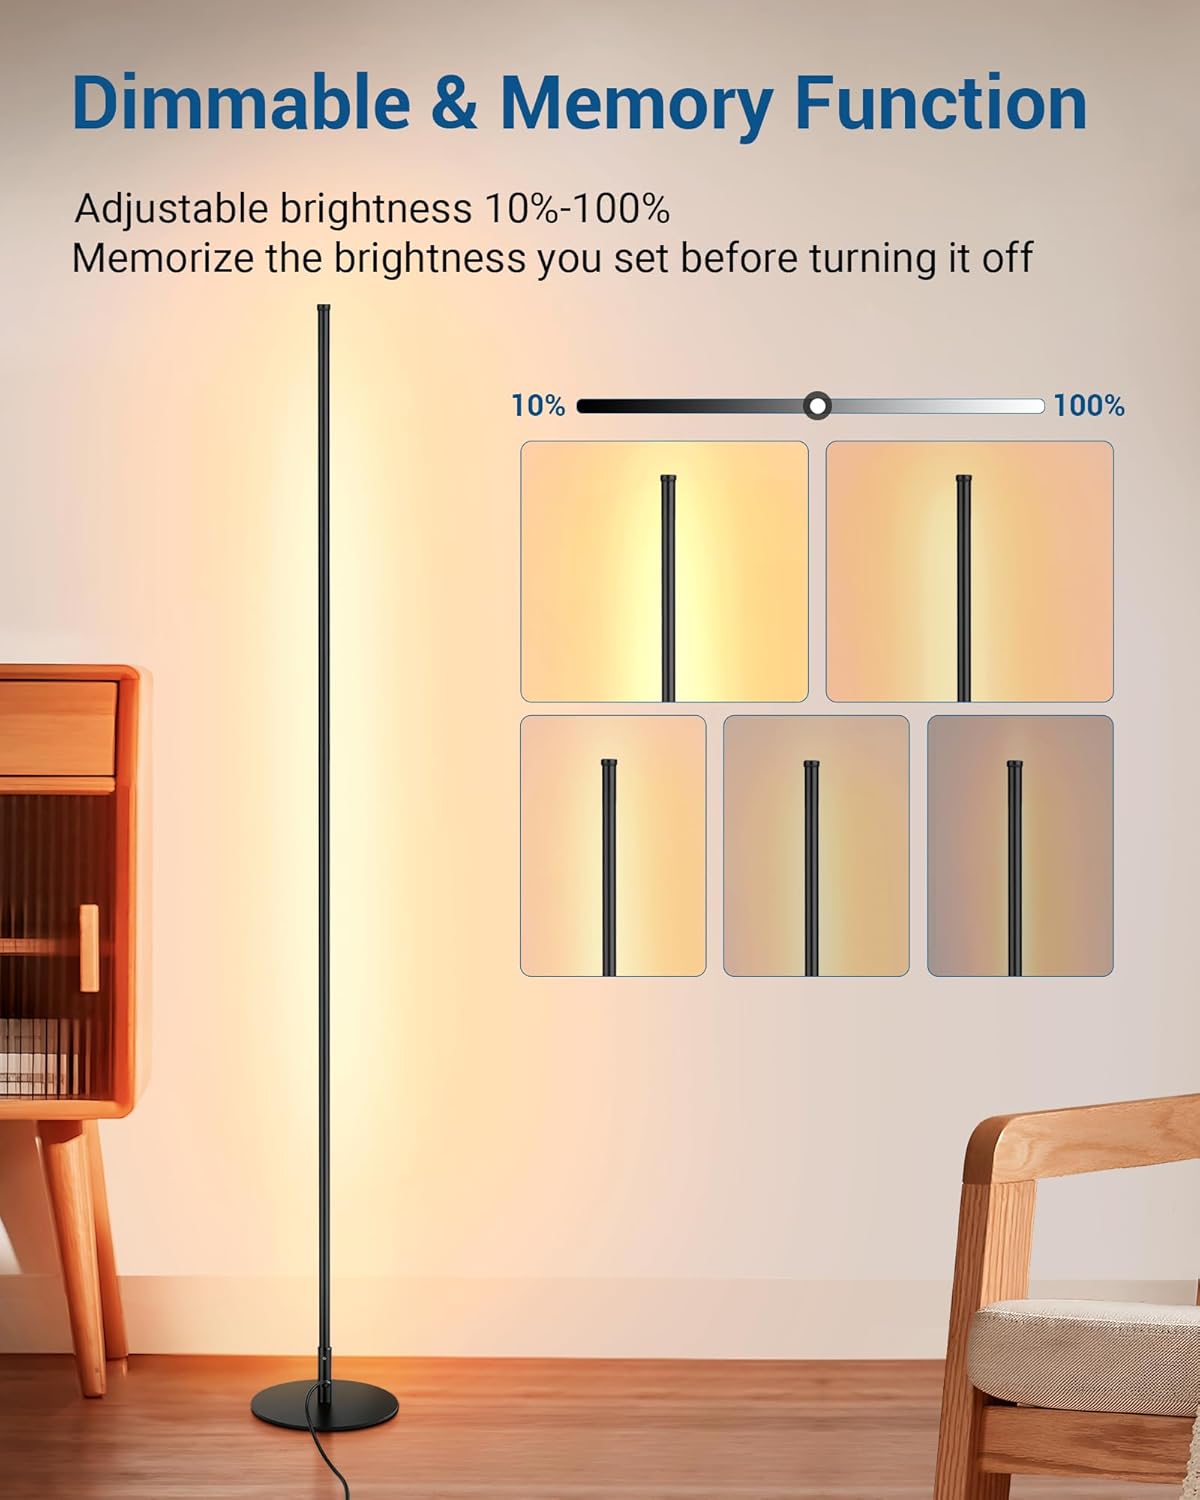 Dimmable & Memory Function
Adjustable brightness 10%-100%
Memorize the brightness you set before turning it off
10% 100%